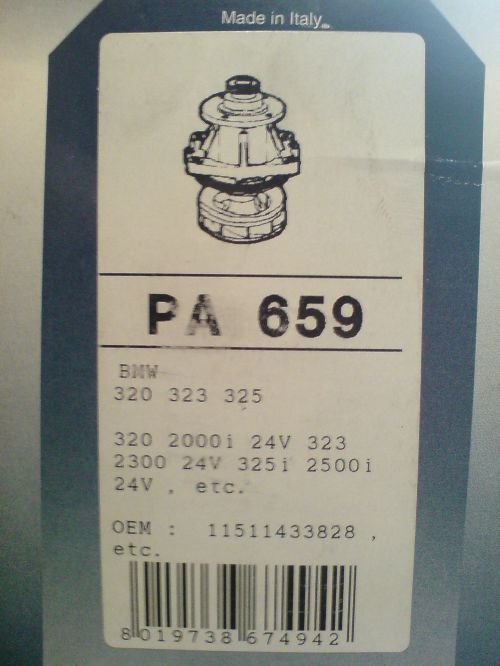 Made in Italy
PA 659
BMW
320 323 325
320 2000i 24V 323
2300 24V 325i 2500i
24V , etc.
OEM : 11511433828 ,
etc.
8 019738 674942